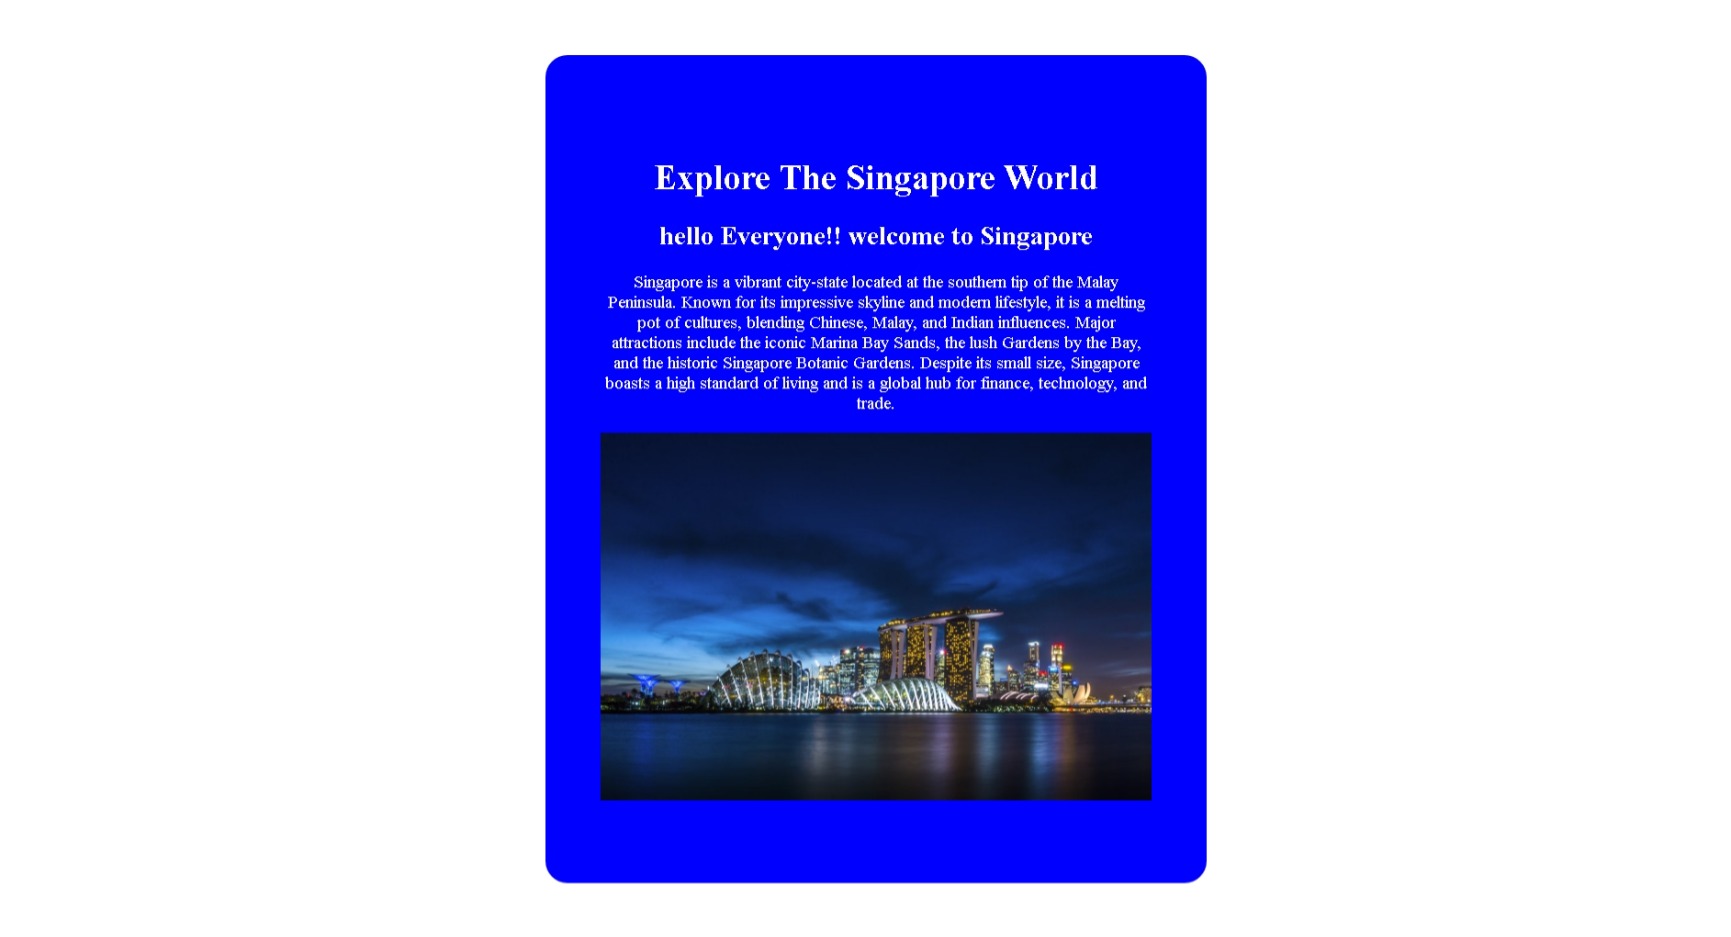 Explore The Singapore World
hello Everyone!! welcome to Singapore
Singapore is a vibrant city-state located at the southern tip of the Malay
Peninsula. Known for its impressive skyline and modern lifestyle, it is a melting
pot of cultures, blending Chinese, Malay, and Indian influences. Major
attractions include the iconic Marina Bay Sands, the lush Gardens by the Bay,
and the historic Singapore Botanic Gardens. Despite its small size, Singapore
boasts a high standard of living and is a global hub for finance, technology, and
trade.